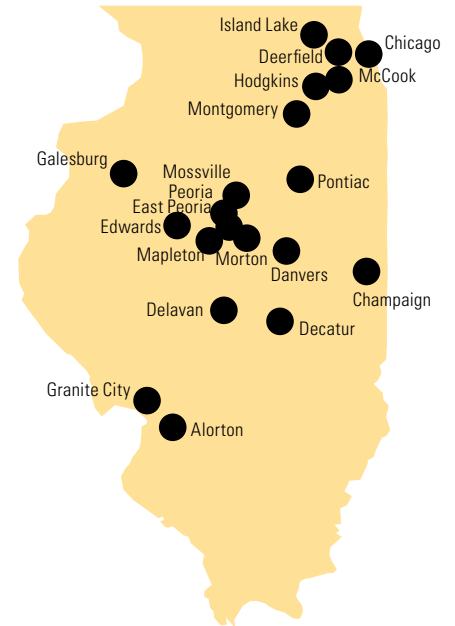 Island Lake
Chicago
Deerfield
McCook
Hodgkins
Montgomery
Galesburg
Mossville
Peoria
Pontiac
East Peoria
Edwards
Mapleton
Morton
Danvers
Champaign
Delavan
Decatur
Granite City
Alorton